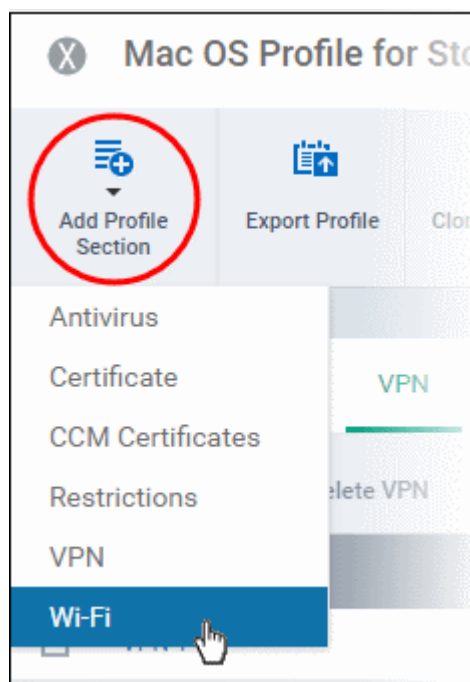 X Mac OS Profile for Sto
Add Profile
Section
Export Profile
Clon
Antivirus
Certificate
CCM Certificates
Restrictions
VPN
Wi-Fi
VPN
elete VPN